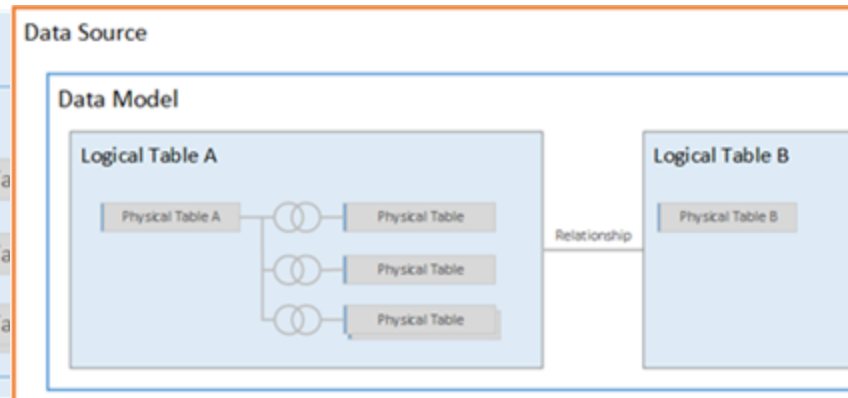 Data Source
Data Model
Logical Table A
Physical Table A
Physical Table
Physical Table
Physical Table
Relationship
Logical Table B
Physical Table B